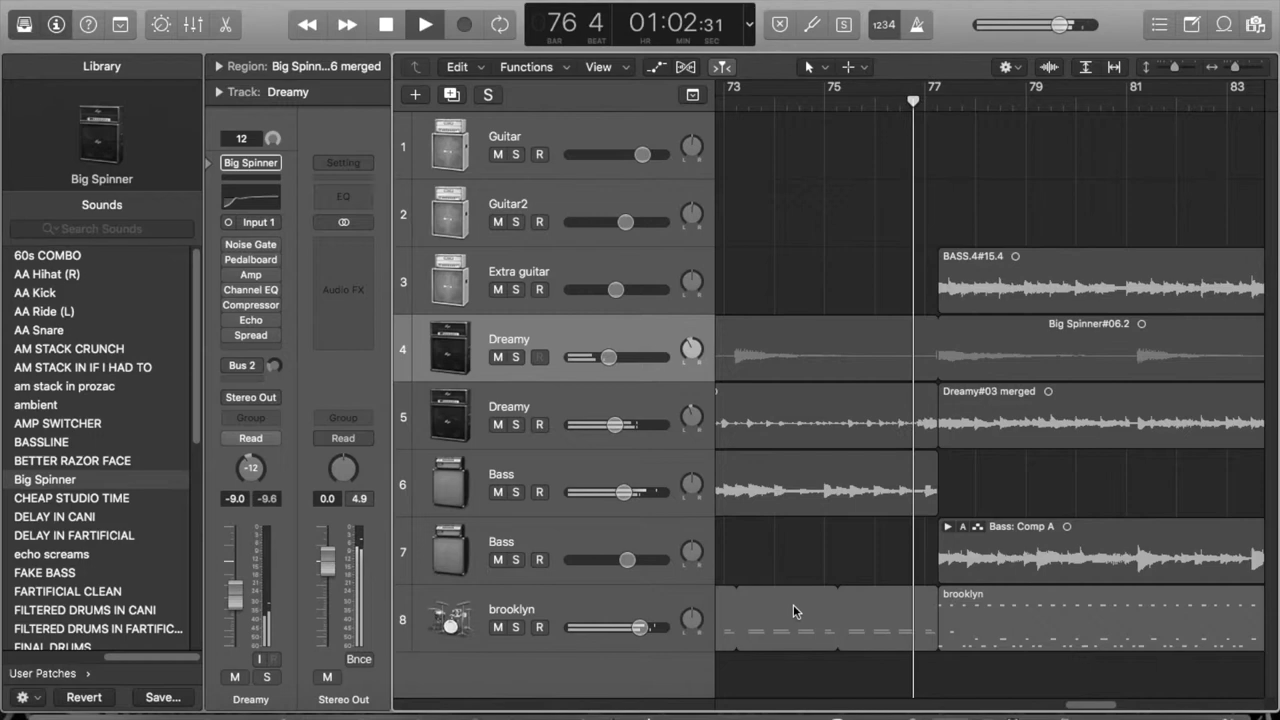 76 4
01:02:31
BAR BEAT HR MIN SEC
S
1234
Library
Big Spinner
Sounds
Search Sounds
60s COMBO
AA Hihat (R)
AA Kick
AA Ride (L)
AA Snare
AM STACK CRUNCH
AM STACK IN IF I HAD TO
am stack in prozac
ambient
AMP SWITCHER
BASSLINE
BETTER RAZOR FACE
Big Spinner
CHEAP STUDIO TIME
DELAY IN CANI
DELAY IN FARTIFICIAL
echo screams
FAKE BASS
FARTIFICIAL CLEAN
FILTERED DRUMS IN CANI
FILTERED DRUMS IN FARTIFIC...
FINAL DRUMS
User Patches
Revert
Save...
Region: Big Spinn...6 merged
Track: Dreamy
12
Big Spinner
Input 1
Noise Gate
Pedalboard
Amp
Channel EQ
Compressor
Echo
Spread
Bus 2
Stereo Out
Group
Read
-12
-9.0 -9.6
I R
M S
Dreamy
Setting
EQ
Audio FX
Group
Read
0.0 4.9
Bnce
M
Stereo Out
Edit Functions View
S
73 75 77 79 81 83
1 Guitar
M S R
L R
2 Guitar2
M S R
L R
3 Extra guitar
M S R
L R
BASS.4#15.4
4 Dreamy
M S R
L R
Big Spinner#06.2
5 Dreamy
M S R
L R
Dreamy#03 merged
6 Bass
M S R
L R
7 Bass
M S R
L R
A Bass: Comp A
8 brooklyn
M S R
L R
brooklyn